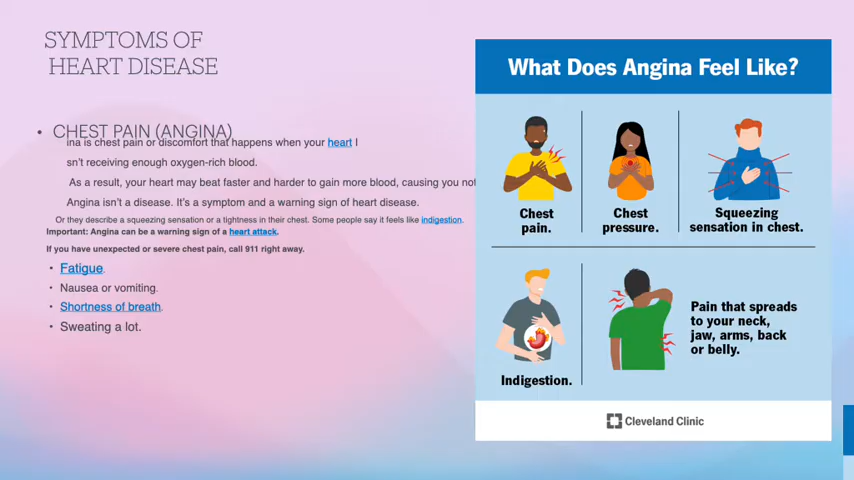 SYMPTOMS OF
HEART DISEASE
• CHEST PAIN (ANGINA)
ina is chest pain or discomfort that happens when your heart I
sn't receiving enough oxygen-rich blood.
As a result, your heart may beat faster and harder to gain more blood, causing you not
Angina isn't a disease. It's a symptom and a warning sign of heart disease.
Or they describe a squeezing sensation or a tightness in their chest. Some people say it feels like indigestion.
Important: Angina can be a warning sign of a heart attack.
If you have unexpected or severe chest pain, call 911 right away.
• Fatigue.
• Nausea or vomiting.
• Shortness of breath.
• Sweating a lot.
What Does Angina Feel Like?
Chest
pain.
Chest
pressure.
Squeezing
sensation in chest.
Indigestion.
Pain that spreads
to your neck,
jaw, arms, back
or belly.
Cleveland Clinic